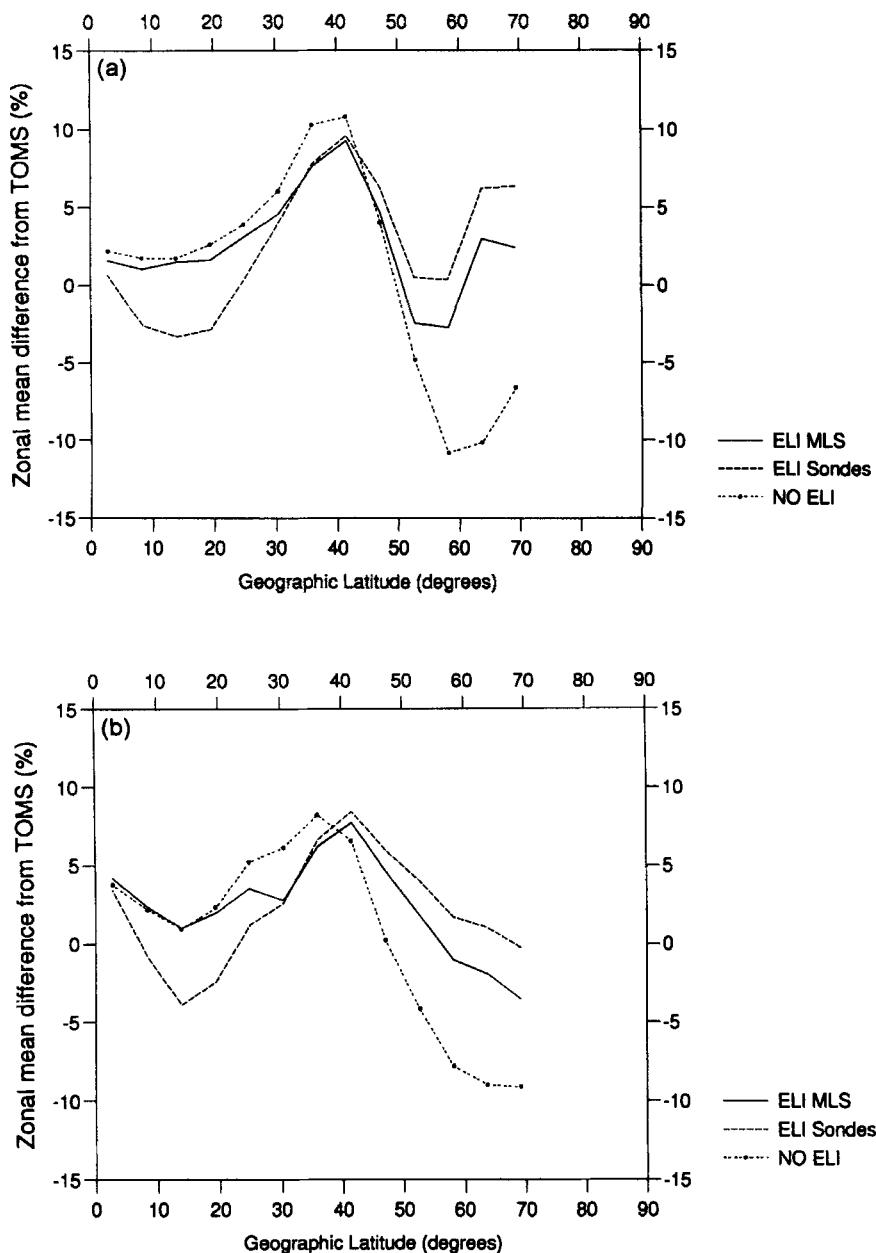 0 10 20 30 40 50 60 70 80 90
(a)
15 15
10 10
5 5
0 0
-5 -5
-10 -10
-15 -15
Zonal mean difference from TOMS (%)
0 10 20 30 40 50 60 70 80 90
Geographic Latitude (degrees)
ELI MLS
ELI Sondes
NO ELI
0 10 20 30 40 50 60 70 80 90
(b)
15 15
10 10
5 5
0 0
-5 -5
-10 -10
-15 -15
Zonal mean difference from TOMS (%)
0 10 20 30 40 50 60 70 80 90
Geographic Latitude (degrees)
ELI MLS
ELI Sondes
NO ELI